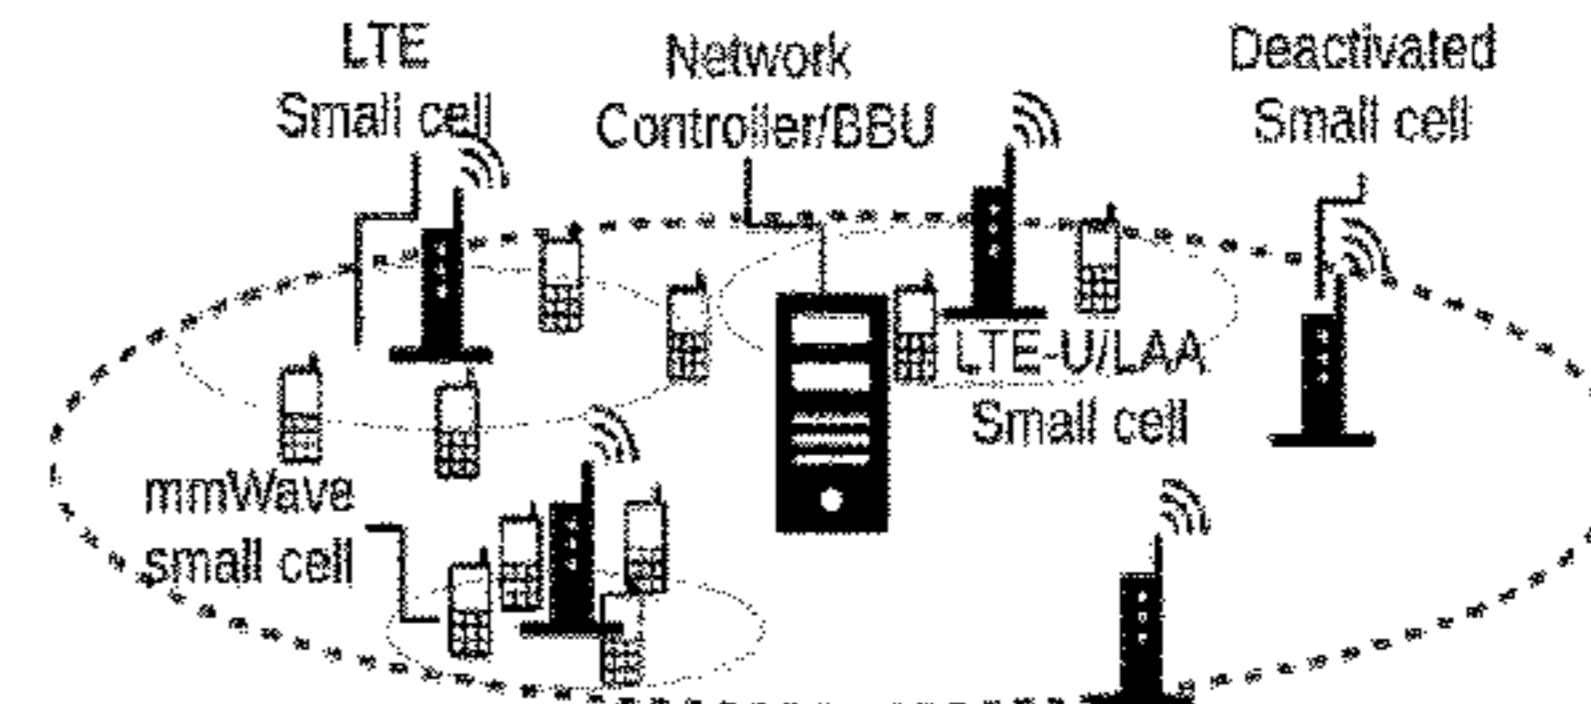 LTE
Small cell
Network
Controller/BBU
Deactivated
Small cell
LTE-U/LAA
Small cell
mmWave
small cell